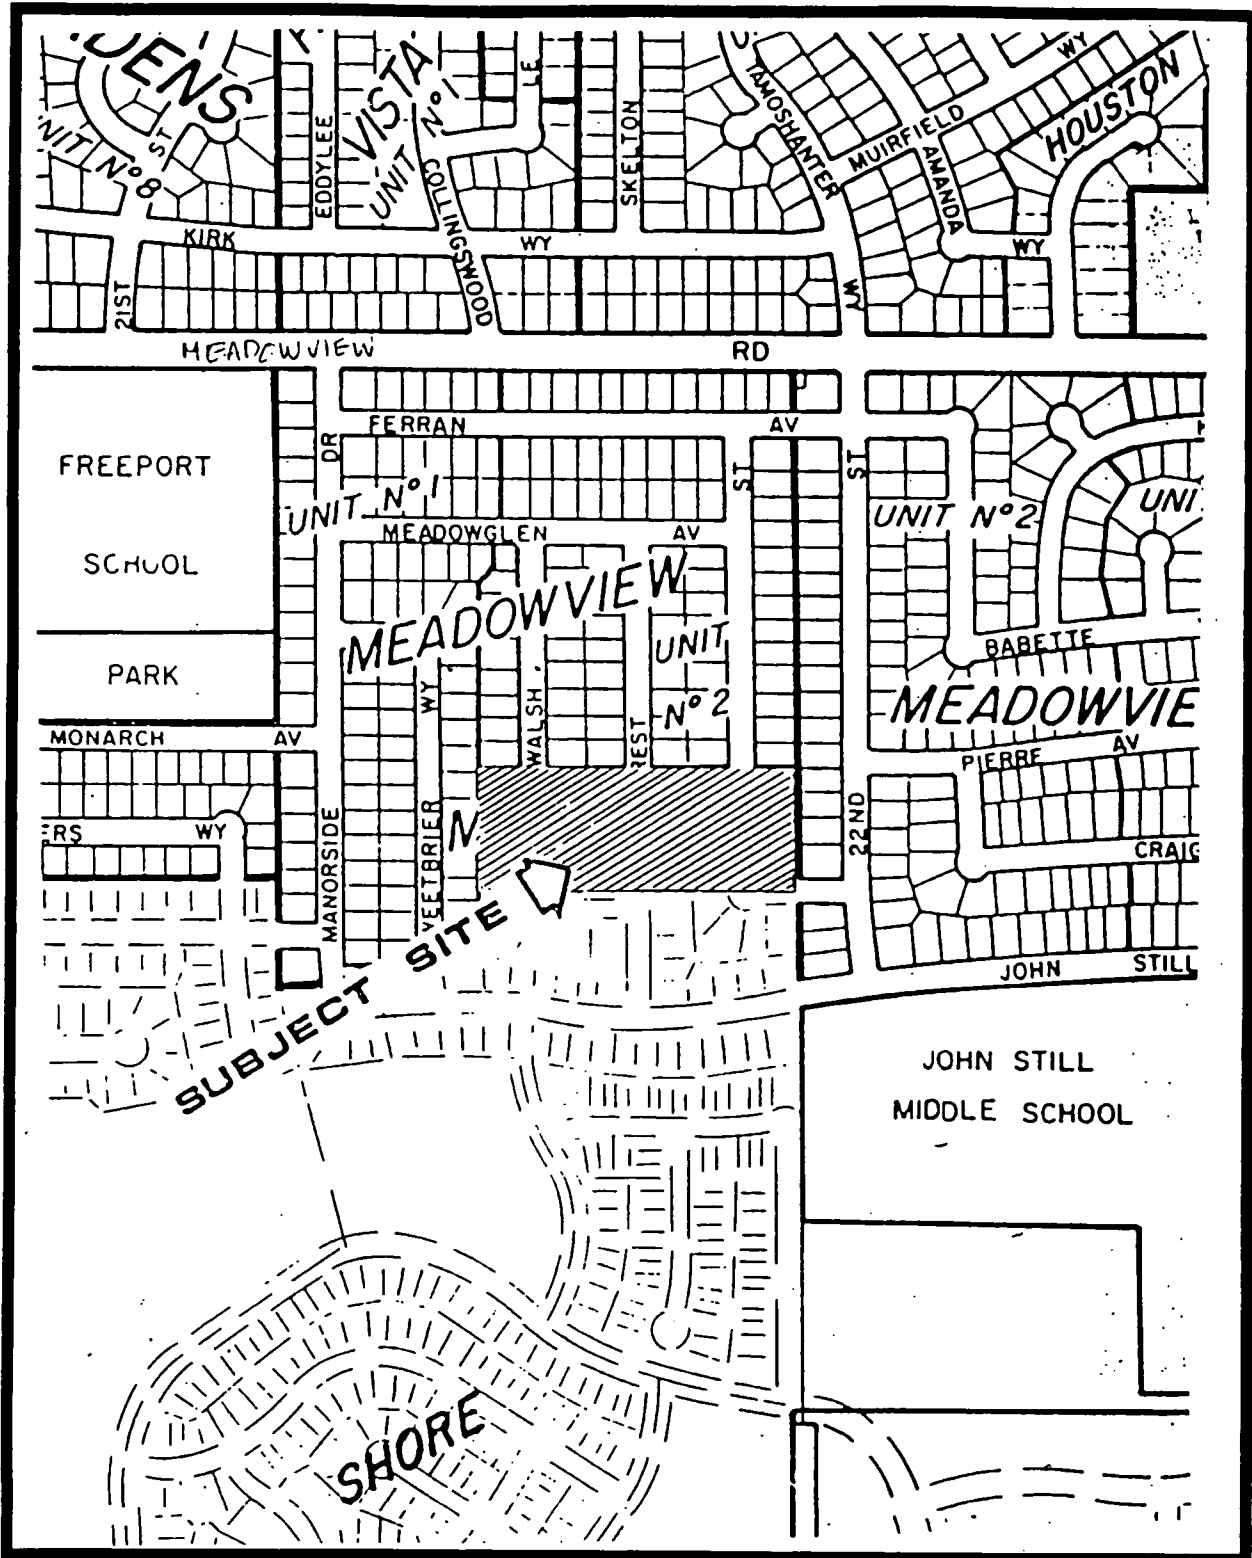 DENS
UNIT Nº8
ST
EDDYLEE
VISTA
UNIT Nº1
LE
COLLINGSWOOD
SKELTON
TAMOSHANTER
WY
MUIRFIELD
WY
AMANDA
HOUSTON
KIRK WY WY
21ST
MEADOWVIEW RD
FERRAN AV
DR
ST
ST
FREEPORT
SCHOOL
UNIT Nº1
UNIT Nº2
UNI
MEADOWGLEN AV
MEADOWVIEW
UNIT
Nº2
BABETTE
PARK
WY
WALSH
REST
MEADOWVIE
MONARCH AV
PIERRE AV
ERS WY
MANORSIDE
WEETBRIER
N
22ND
CRAIG
SUBJECT SITE
JOHN STILL
JOHN STILL
MIDDLE SCHOOL
SHORE